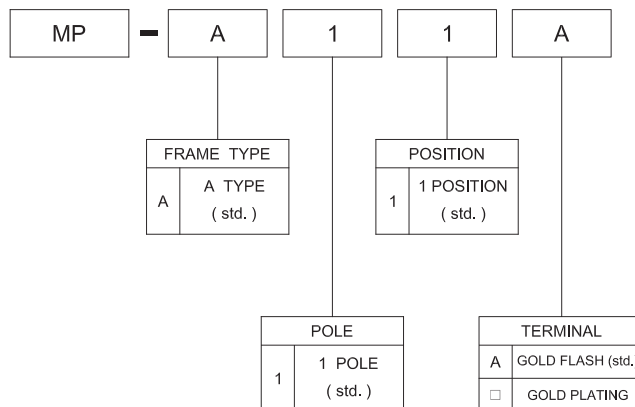 MP - A 1 1 A
FRAME TYPE
A A TYPE
( std. )
POSITION
1 1 POSITION
( std. )
POLE
1 1 POLE
( std. )
TERMINAL
A GOLD FLASH (std.
□ GOLD PLATING